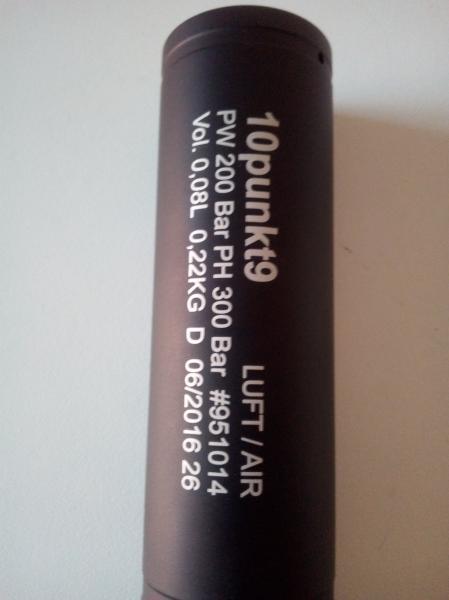 10punkt9 LUFT / AIR
PW 200 Bar PH 300 Bar #951014
Vol. 0,08L 0,22KG D 06/2016 26